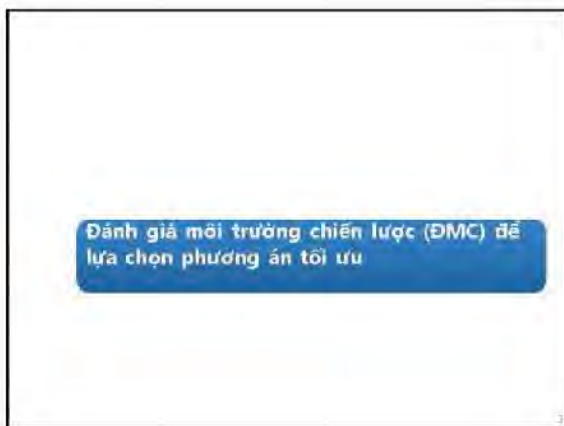 Đánh giá môi trường chiến lược (ĐMC) để
lựa chọn phương án tối ưu